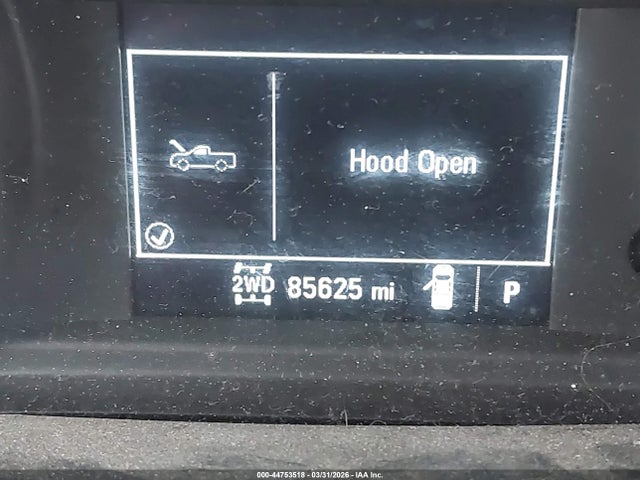 Hood Open
2WD 85625 mi P
000-44753518 - 03/31/2026 - IAA Inc.